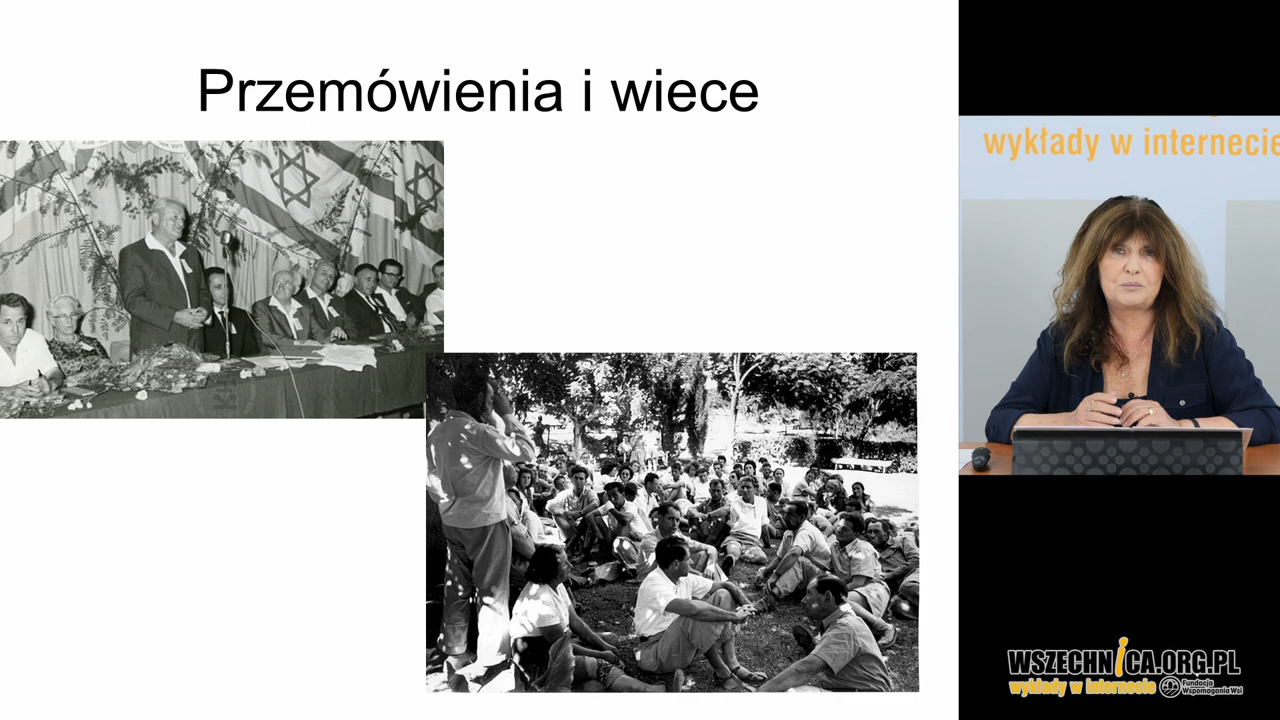 Przemówienia i wiece
wykłady w internecie
WSZECHNiCA.ORG.PL
wykłady w internecie
Fundacja
Wspomagania Wsi